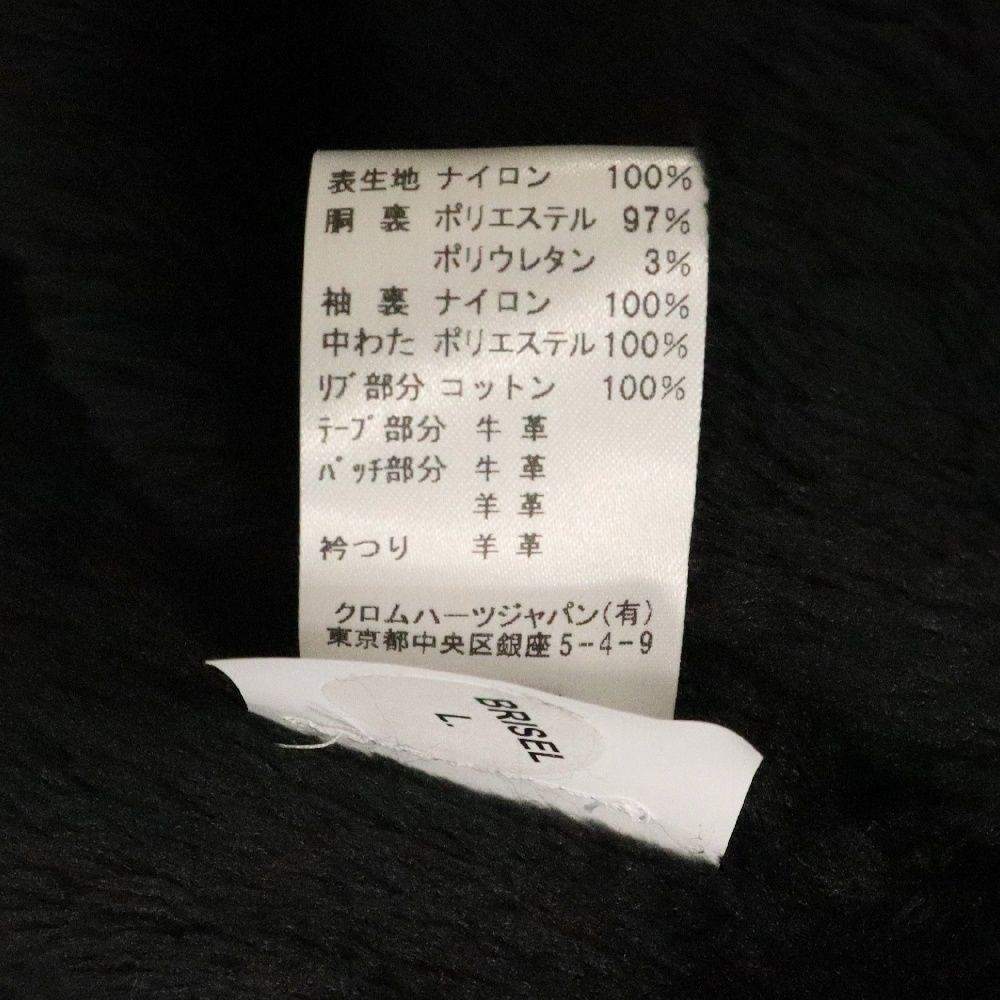 表生地 ナイロン 100%
胴 裏 ポリエステル 97%
ポリウレタン 3%
袖 裏 ナイロン 100%
中わた ポリエステル 100%
ﾘﾌﾞ部分 コットン 100%
ﾃｰﾌﾟ部分 牛 革
ﾊﾟｯﾁ部分 牛 革
羊 革
衿つり 羊 革
クロムハーツジャパン(有)
東京都中央区銀座5-4-9
BRISEL
L